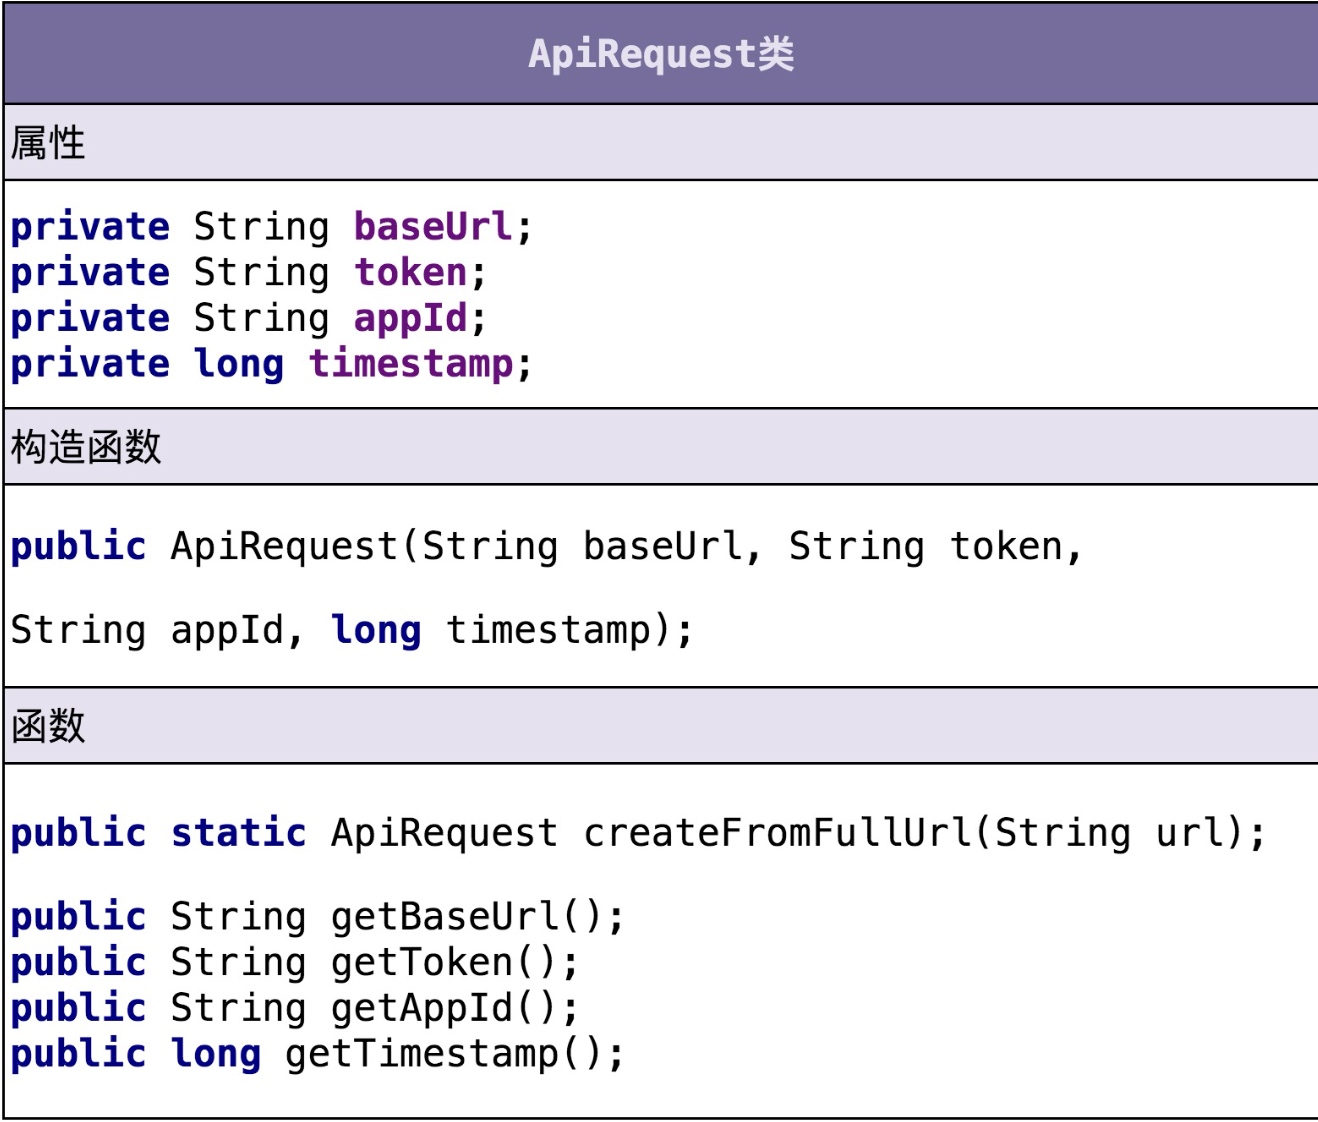 ApiRequest类
属性
private String baseUrl;
private String token;
private String appId;
private long timestamp;
构造函数
public ApiRequest(String baseUrl, String token,
String appId, long timestamp);
函数
public static ApiRequest createFromFullUrl(String url);
public String getBaseUrl();
public String getToken();
public String getAppId();
public long getTimestamp();